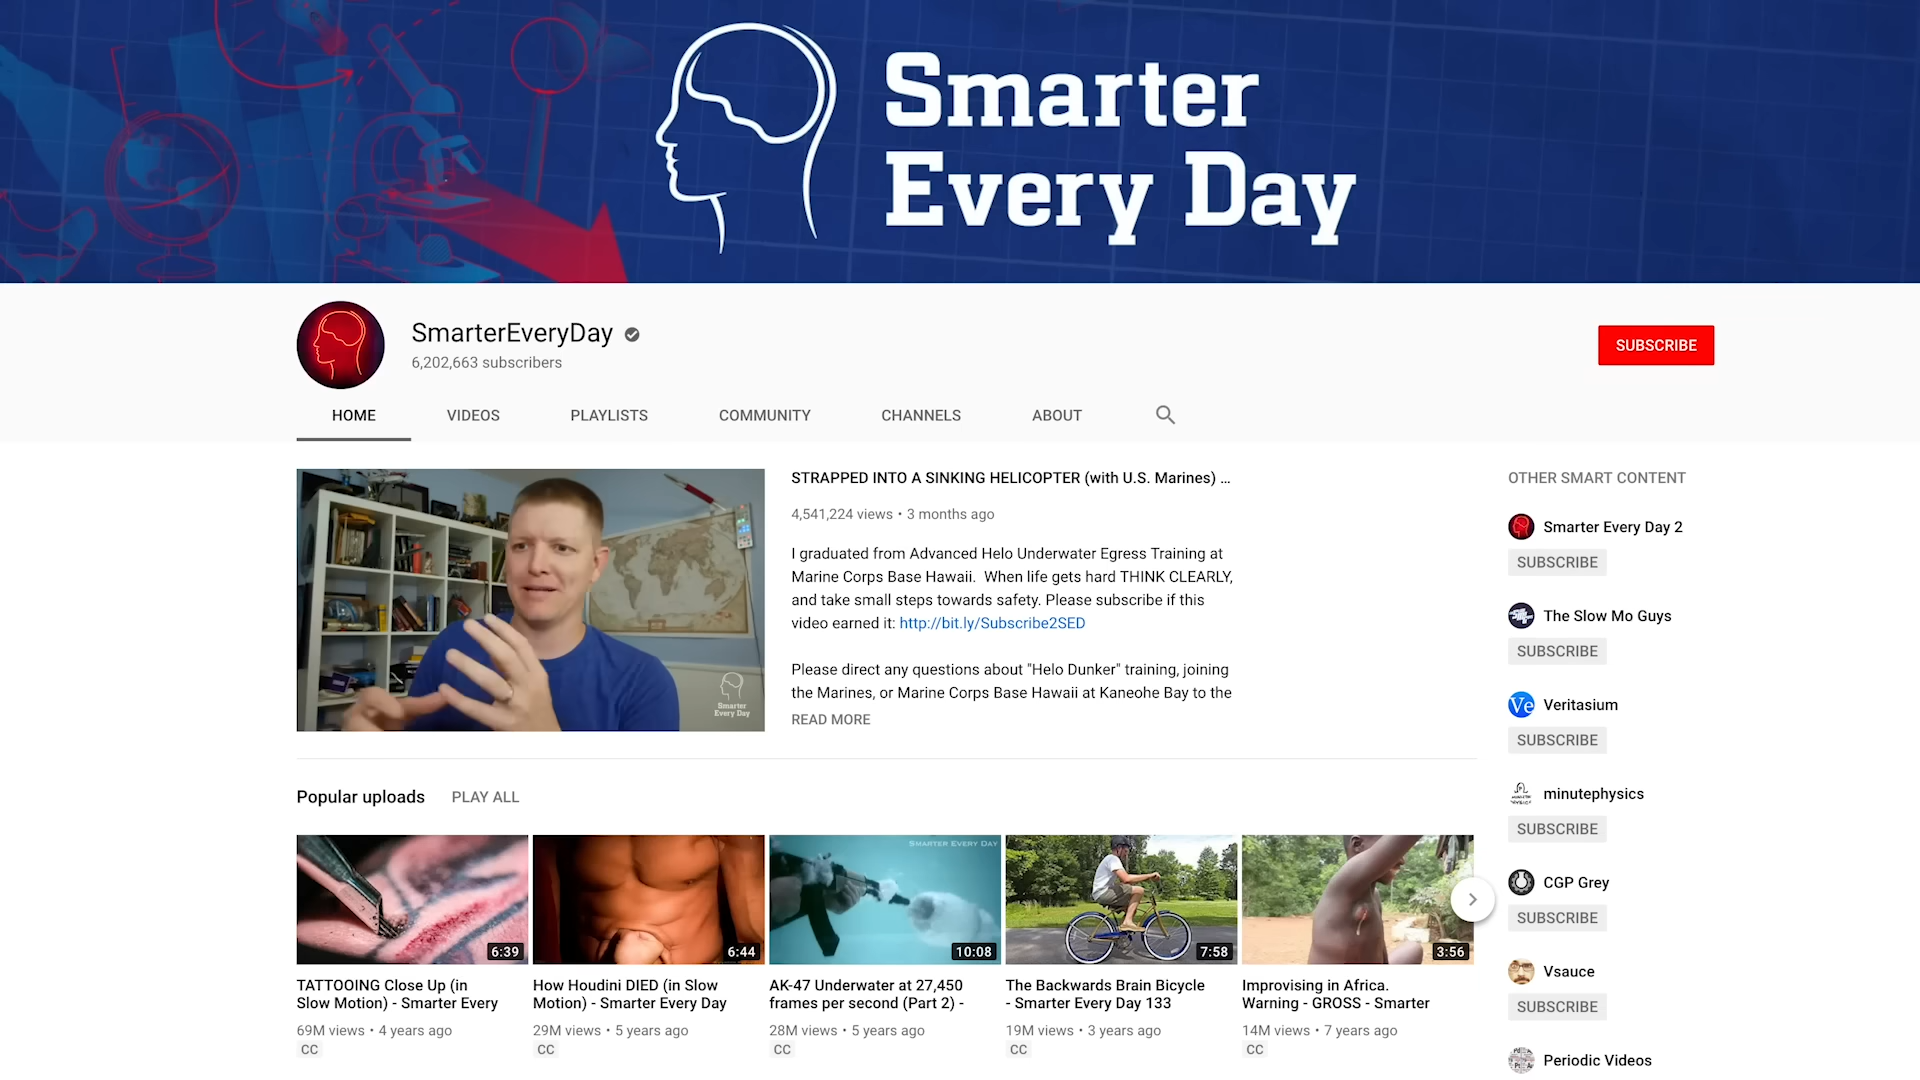 Smarter
Every Day
SmarterEveryDay
6,202,663 subscribers
SUBSCRIBE
HOME
VIDEOS
PLAYLISTS
COMMUNITY
CHANNELS
ABOUT
Smarter
Every Day
STRAPPED INTO A SINKING HELICOPTER (with U.S. Marines) ...
4,541,224 views • 3 months ago
I graduated from Advanced Helo Underwater Egress Training at
Marine Corps Base Hawaii.  When life gets hard THINK CLEARLY,
and take small steps towards safety. Please subscribe if this
video earned it: http://bit.ly/Subscribe2SED
Please direct any questions about "Helo Dunker" training, joining
the Marines, or Marine Corps Base Hawaii at Kaneohe Bay to the
READ MORE
Popular uploads
PLAY ALL
6:39
TATTOOING Close Up (in
Slow Motion) - Smarter Every
69M views • 4 years ago
CC
6:44
How Houdini DIED (in Slow
Motion) - Smarter Every Day
29M views • 5 years ago
CC
SMARTER EVERY DAY
10:08
AK-47 Underwater at 27,450
frames per second (Part 2) -
28M views • 5 years ago
CC
7:58
The Backwards Brain Bicycle
- Smarter Every Day 133
19M views • 3 years ago
CC
3:56
Improvising in Africa.
Warning - GROSS - Smarter
14M views • 7 years ago
CC
OTHER SMART CONTENT
Smarter Every Day 2
SUBSCRIBE
The Slow Mo Guys
SUBSCRIBE
Ve
Veritasium
SUBSCRIBE
minutephysics
SUBSCRIBE
CGP Grey
SUBSCRIBE
Vsauce
SUBSCRIBE
Periodic Videos